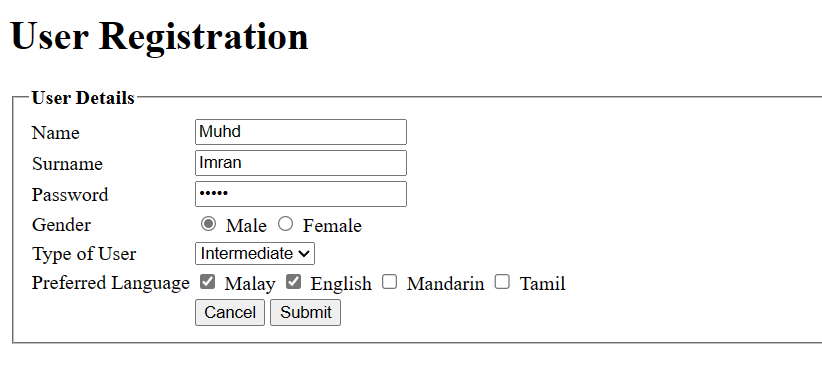 User Registration
User Details
Name Muhd
Surname Imran
Password •••••
Gender Male Female
Type of User Intermediate
Preferred Language Malay English Mandarin Tamil
Cancel Submit